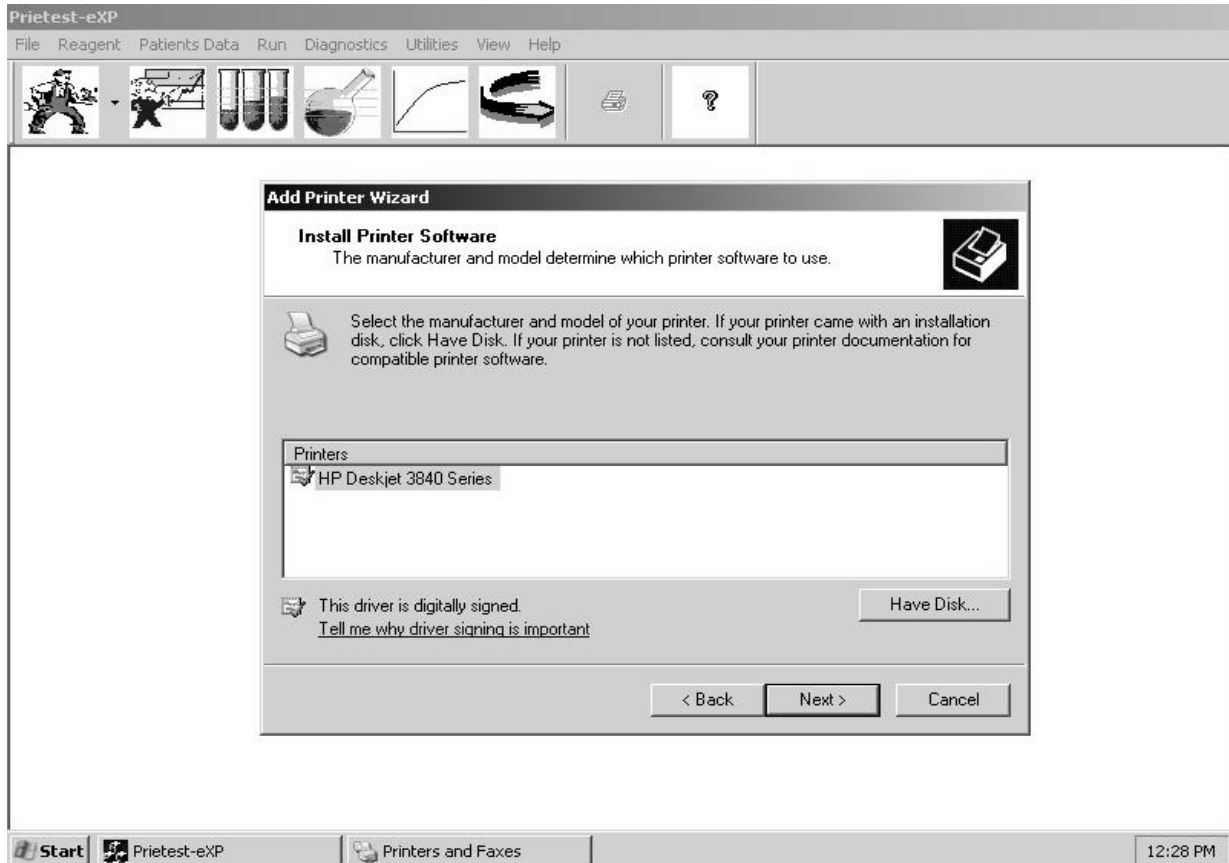 Prietest-eXP
File Reagent Patients Data Run Diagnostics Utilities View Help
?
Add Printer Wizard
Install Printer Software
The manufacturer and model determine which printer software to use.
Select the manufacturer and model of your printer. If your printer came with an installation
disk, click Have Disk. If your printer is not listed, consult your printer documentation for
compatible printer software.
Printers
HP Deskjet 3840 Series
This driver is digitally signed.
Have Disk...
Tell me why driver signing is important
< Back Next > Cancel
Start Prietest-eXP Printers and Faxes 12:28 PM